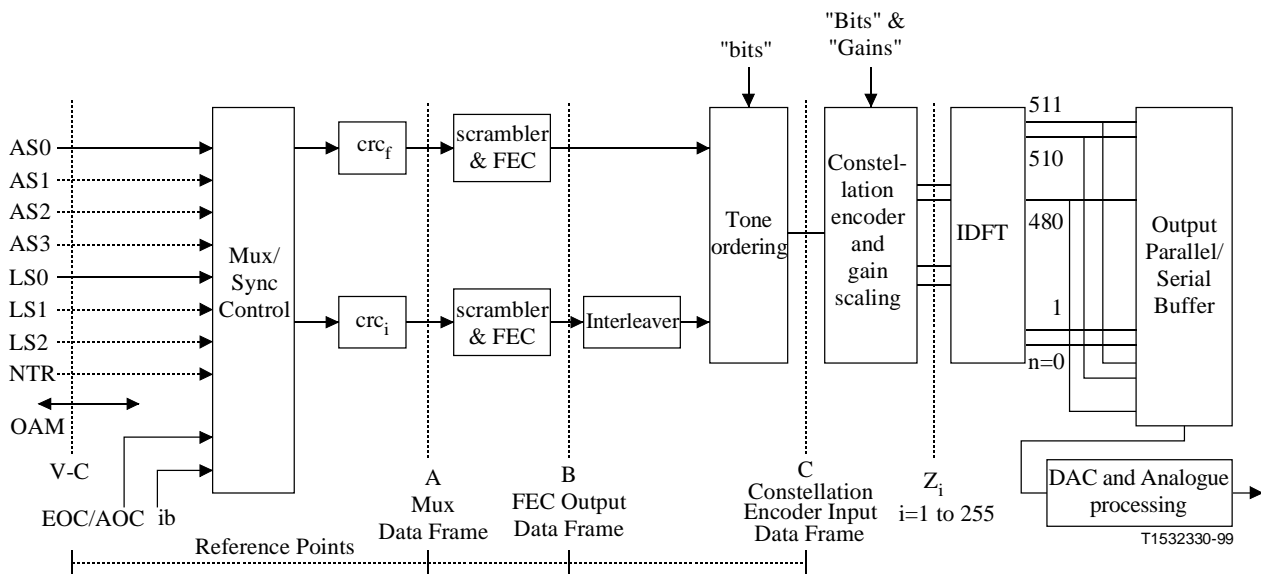 "bits"
"Bits" &
"Gains"
AS0
AS1
AS2
AS3
LS0
LS1
LS2
NTR
OAM
V-C
EOC/AOC
ib
Mux/
Sync
Control
crcf
crci
scrambler
& FEC
scrambler
& FEC
Interleaver
Tone
ordering
Constel-
lation
encoder
and
gain
scaling
IDFT
511
510
480
1
n=0
Output
Parallel/
Serial
Buffer
DAC and Analogue
processing
A
Mux
Data Frame
B
FEC Output
Data Frame
C
Constellation
Encoder Input
Data Frame
Zi
i=1 to 255
Reference Points
T1532330-99